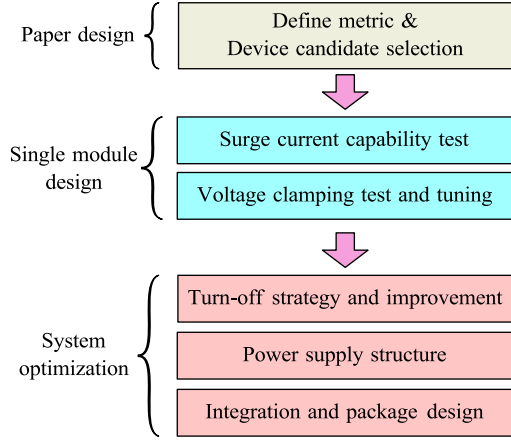 Paper design
Define metric &
Device candidate selection
Single module
design
Surge current capability test
Voltage clamping test and tuning
System
optimization
Turn-off strategy and improvement
Power supply structure
Integration and package design